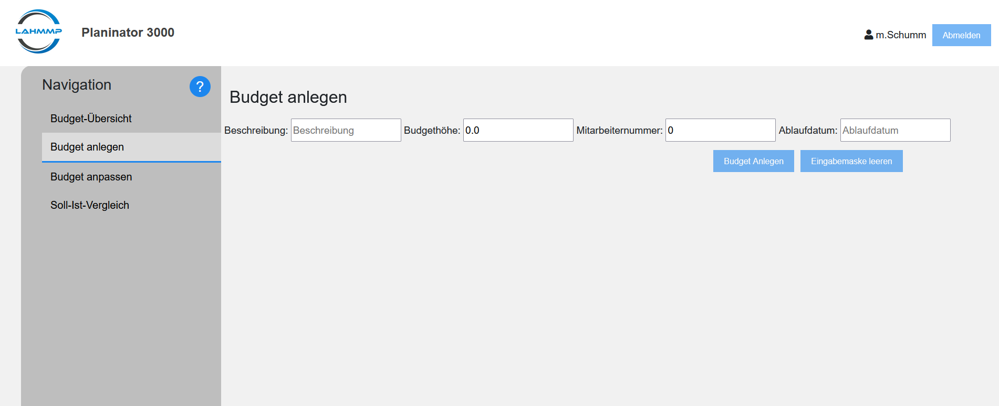 LAHMMP
Planinator 3000
m.Schumm
Abmelden
Navigation
?
Budget-Übersicht
Budget anlegen
Budget anpassen
Soll-Ist-Vergleich
Budget anlegen
Beschreibung: Beschreibung Budgethöhe: 0.0 Mitarbeiternummer: 0 Ablaufdatum: Ablaufdatum
Budget Anlegen Eingabemaske leeren